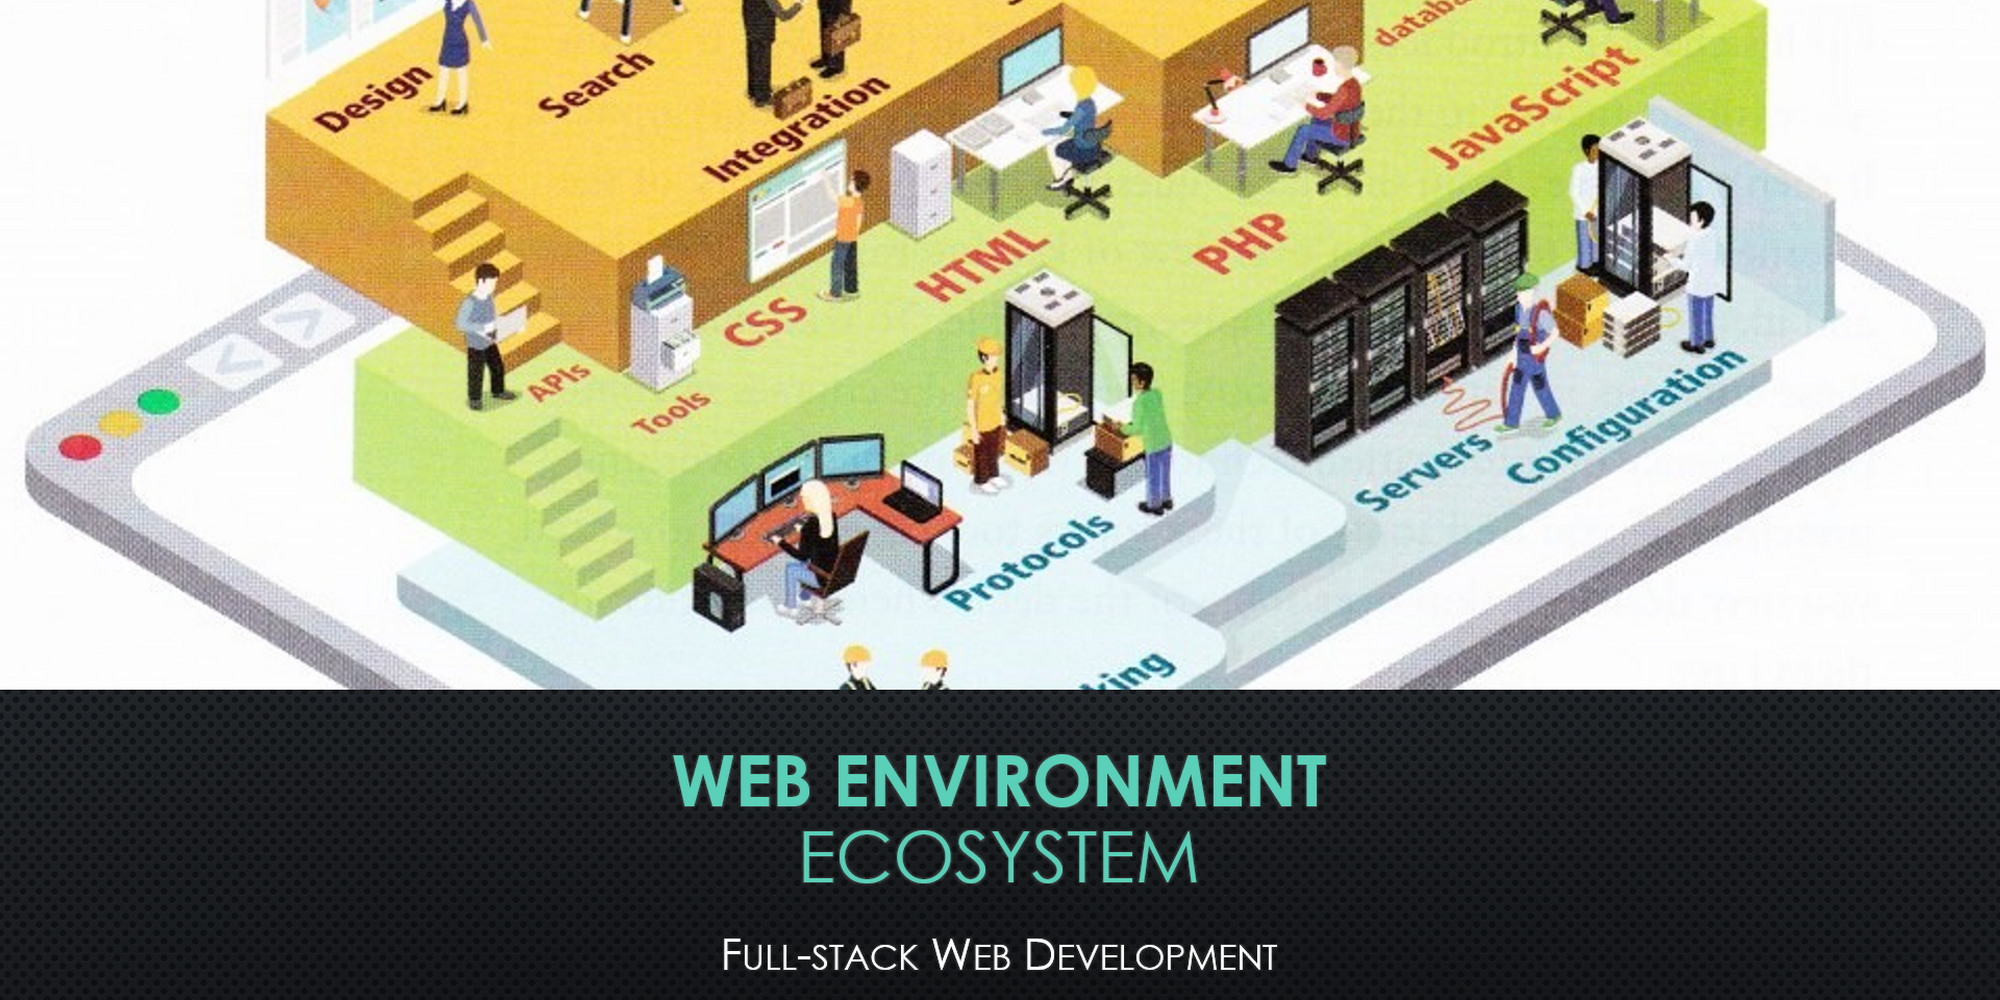 Design
Search
Integration
JavaScript
PHP
HTML
CSS
APIs
Tools
Servers
Configuration
Protocols
WEB ENVIRONMENT
ECOSYSTEM
FULL-STACK WEB DEVELOPMENT